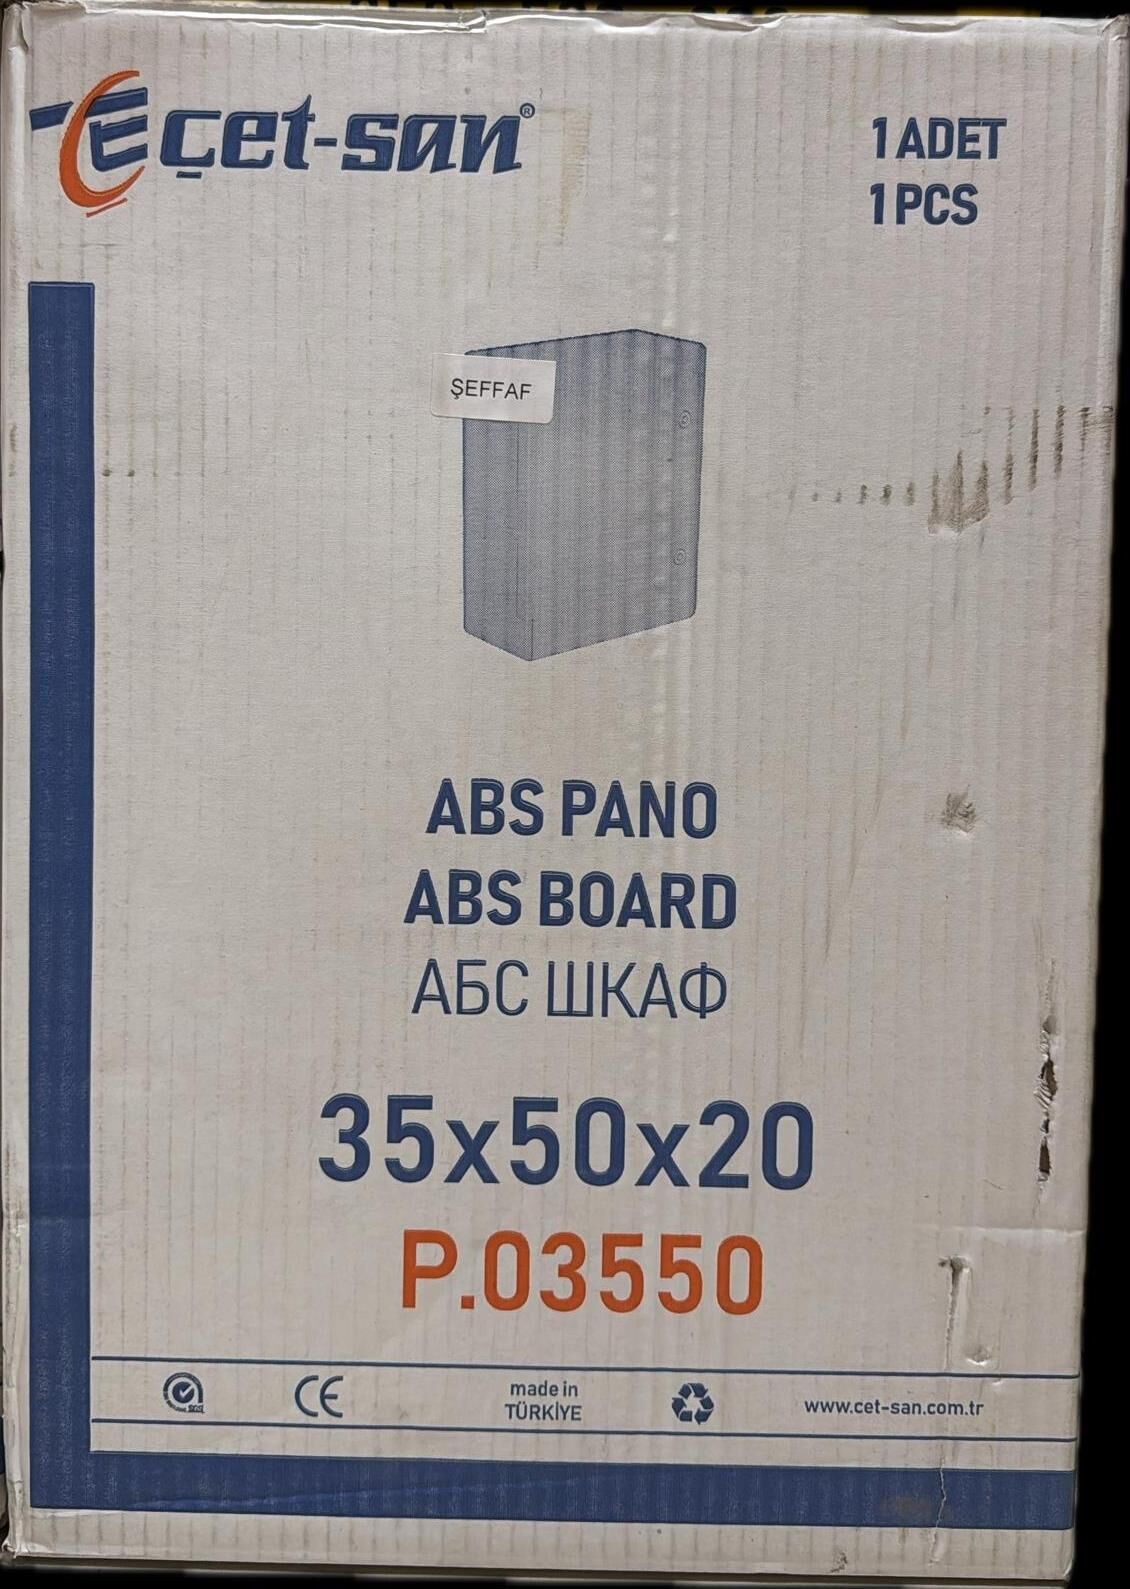 çet-san®
1 ADET
1 PCS
ŞEFFAF
ABS PANO
ABS BOARD
АБС ШКАФ
35x50x20
P.03550
SGS
CE
made in
TÜRKİYE
www.cet-san.com.tr